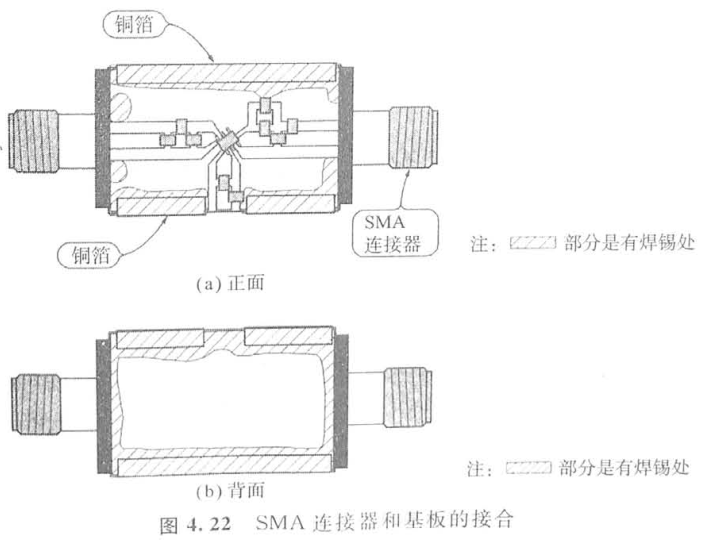 铜箔
铜箔
SMA
连接器
注: 部分是有焊锡处
(a) 正面
注: 部分是有焊锡处
(b) 背面
图 4.22 SMA 连接器和基板的接合